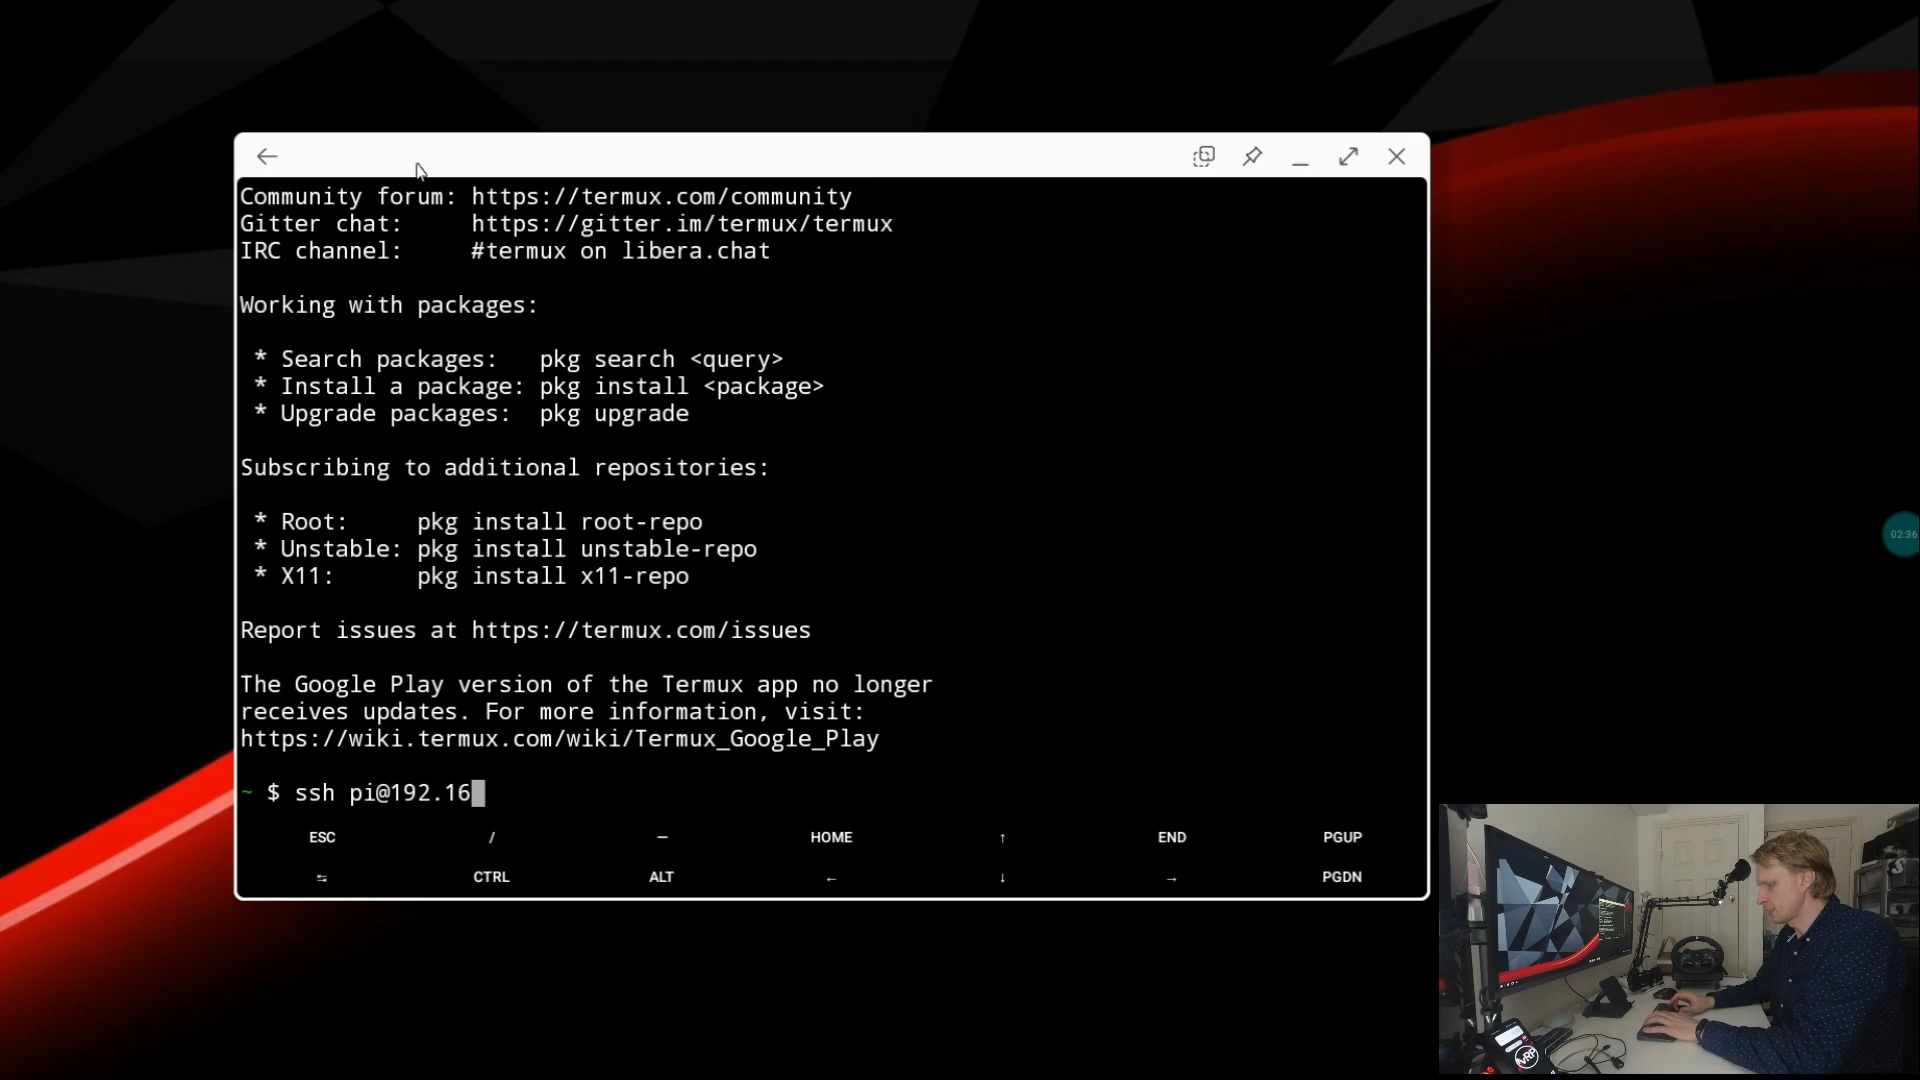 Community forum: https://termux.com/community
Gitter chat:     https://gitter.im/termux/termux
IRC channel:     #termux on libera.chat
Working with packages:
* Search packages:   pkg search <query>
* Install a package: pkg install <package>
* Upgrade packages:  pkg upgrade
Subscribing to additional repositories:
* Root:     pkg install root-repo
* Unstable: pkg install unstable-repo
* X11:      pkg install x11-repo
Report issues at https://termux.com/issues
The Google Play version of the Termux app no longer
receives updates. For more information, visit:
https://wiki.termux.com/wiki/Termux_Google_Play
~ $ ssh pi@192.16
ESC / — HOME ↑ END PGUP
⇆ CTRL ALT ← ↓ → PGDN
02:36